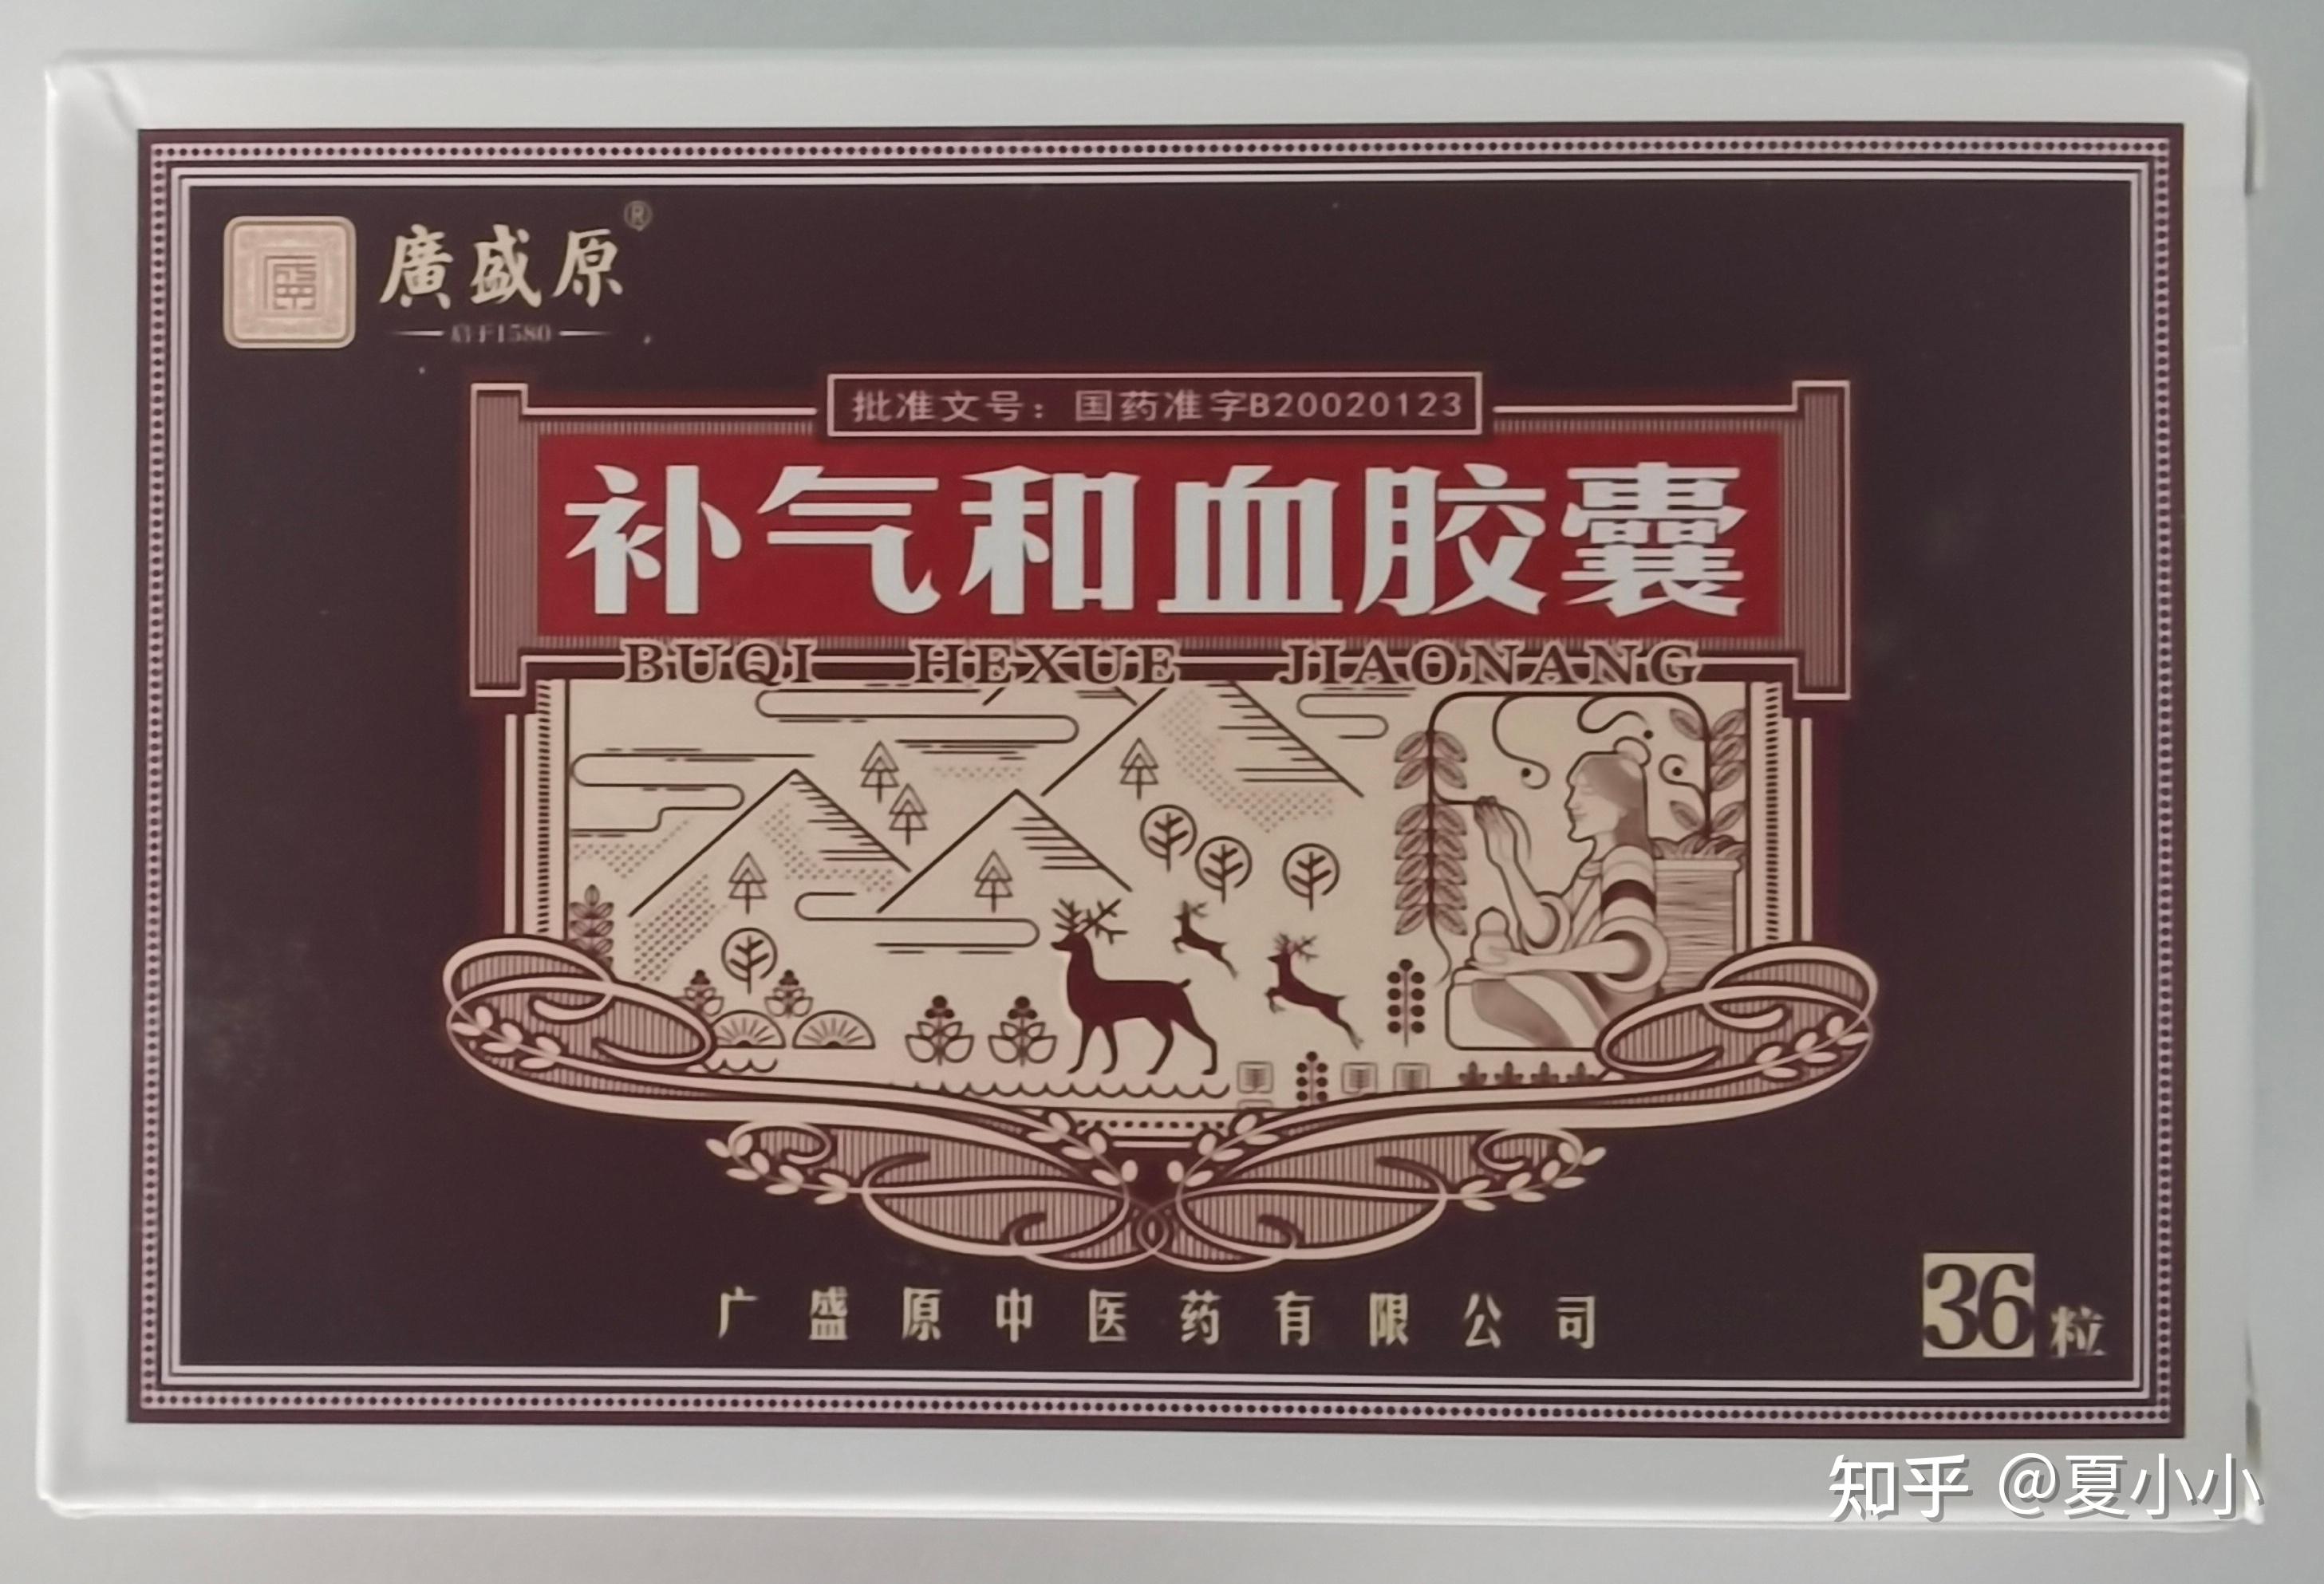 廣盛原®
启于1580
批准文号：国药准字B20020123
补气和血胶囊
BUQI HEXUE JIAONANG
广盛原中医药有限公司
36粒
知乎 @夏小小